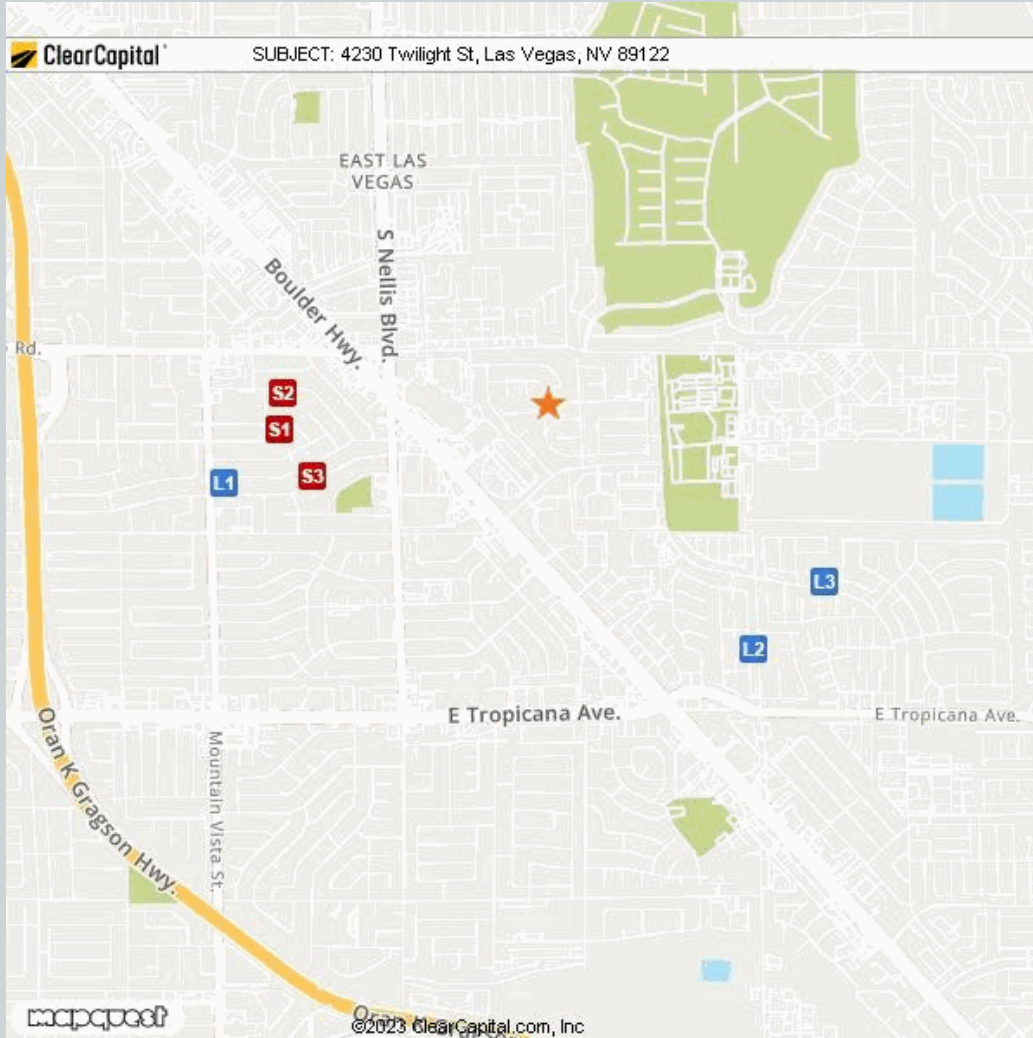 ClearCapital
SUBJECT: 4230 Twilight St, Las Vegas, NV 89122
EAST LAS
VEGAS
S Nellis Blvd.
Boulder Hwy.
Rd.
S2
S1
S3
L1
L3
L2
E Tropicana Ave.
E Tropicana Ave.
Mountain Vista St.
Oran K Gragson Hwy.
mapquest
©2023 ClearCapital.com, Inc